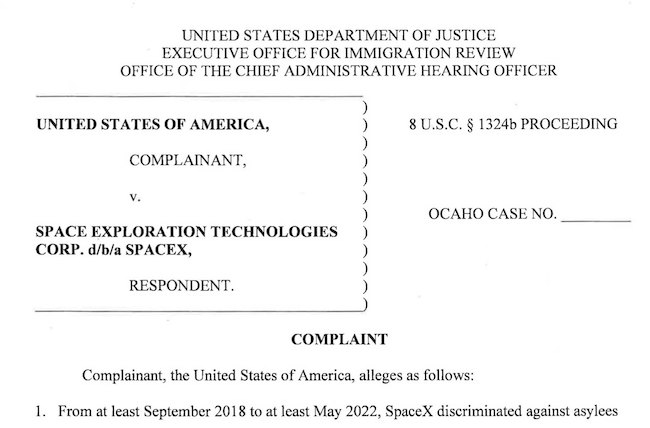 UNITED STATES DEPARTMENT OF JUSTICE
EXECUTIVE OFFICE FOR IMMIGRATION REVIEW
OFFICE OF THE CHIEF ADMINISTRATIVE HEARING OFFICER
UNITED STATES OF AMERICA,
COMPLAINANT,
v.
SPACE EXPLORATION TECHNOLOGIES
CORP. d/b/a SPACEX,
RESPONDENT.
)
)
)
)
)
)
)
)
)
)
)
)
8 U.S.C. § 1324b PROCEEDING
OCAHO CASE NO. ________
COMPLAINT
Complainant, the United States of America, alleges as follows:
1. From at least September 2018 to at least May 2022, SpaceX discriminated against asylees